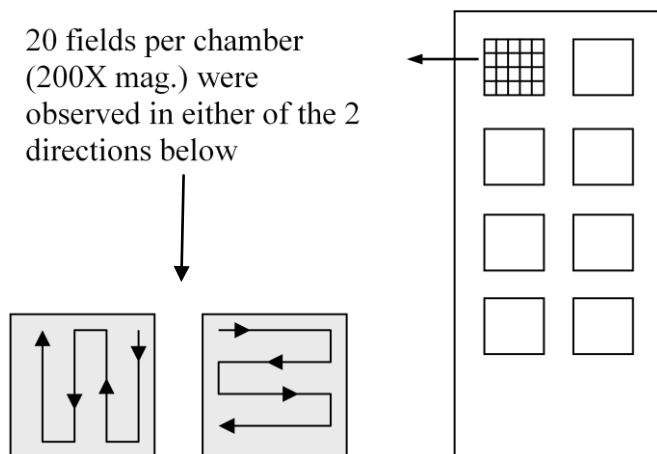 20 fields per chamber
(200X mag.) were
observed in either of the 2
directions below